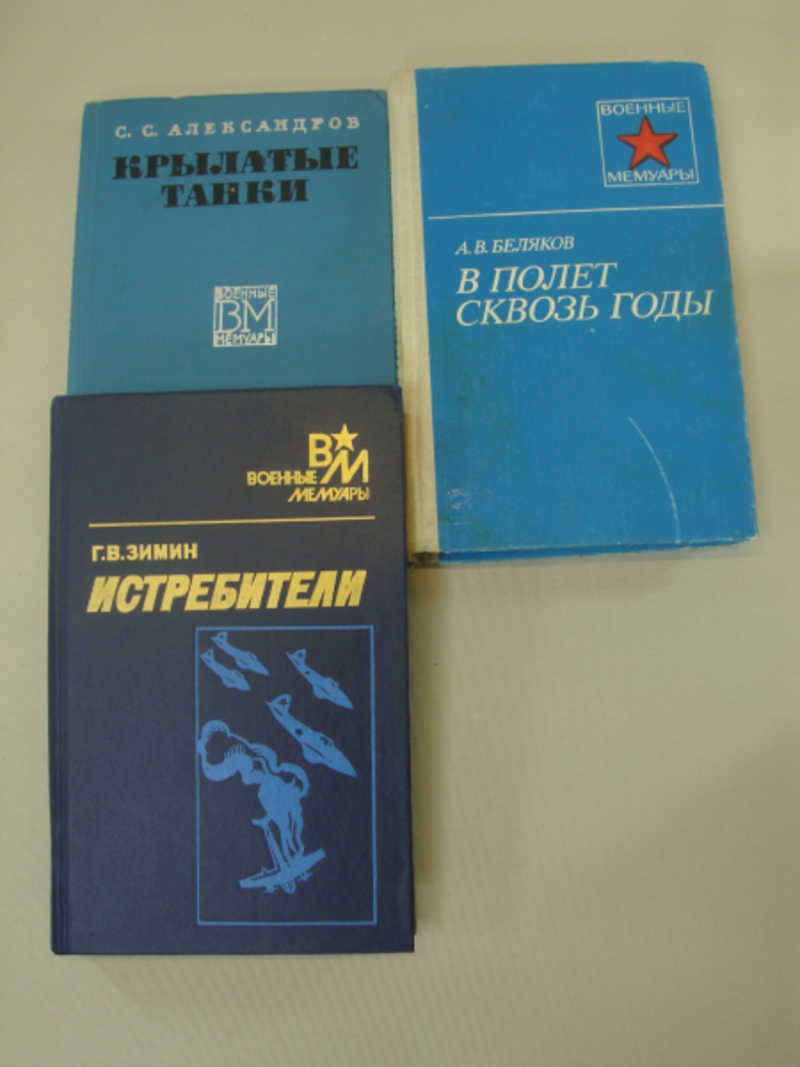 С. С. АЛЕКСАНДРОВ
КРЫЛАТЫЕ
ТАНКИ
ВОЕННЫЕ
ВМ
МЕМУАРЫ
ВОЕННЫЕ
МЕМУАРЫ
А. В. БЕЛЯКОВ
В ПОЛЕТ
СКВОЗЬ ГОДЫ
ВМ
ВОЕННЫЕ
МЕМУАРЫ
Г.В.ЗИМИН
ИСТРЕБИТЕЛИ